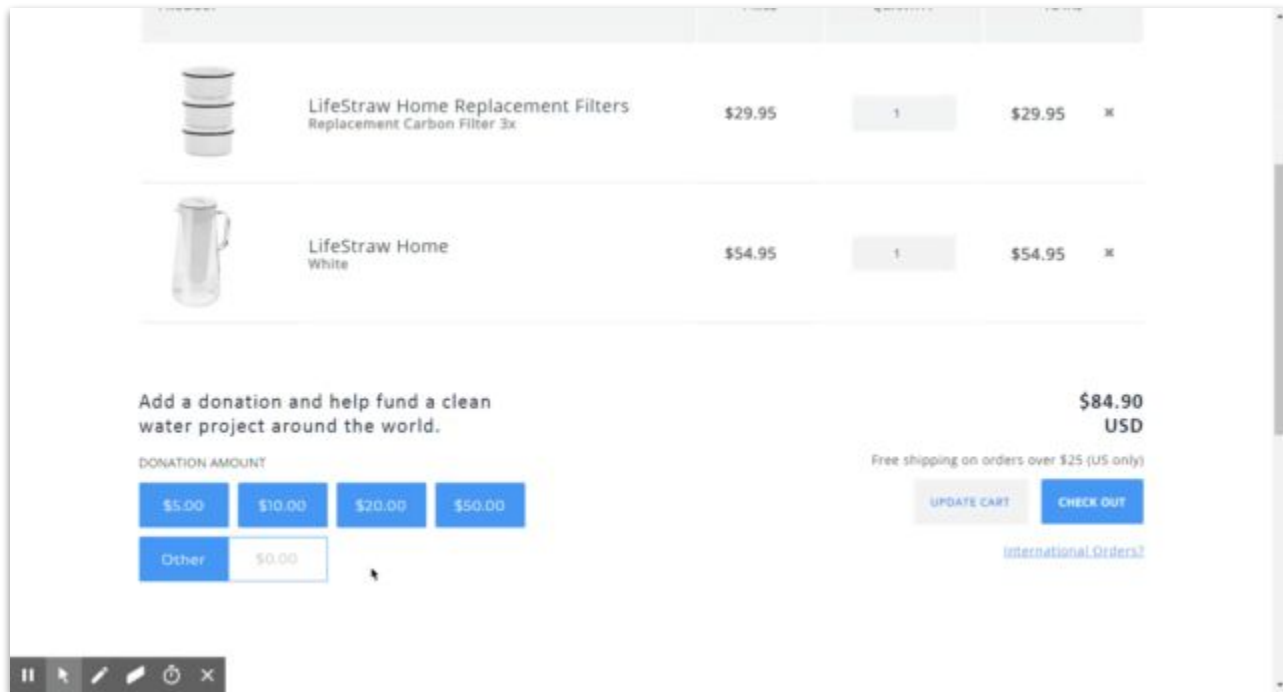 LifeStraw Home Replacement Filters
Replacement Carbon Filter 3x
$29.95
1
$29.95
LifeStraw Home
White
$54.95
1
$54.95
Add a donation and help fund a clean
water project around the world.
DONATION AMOUNT
$5.00 $10.00 $20.00 $50.00
Other $0.00
$84.90
USD
Free shipping on orders over $25 (US only)
UPDATE CART CHECK OUT
International Orders?